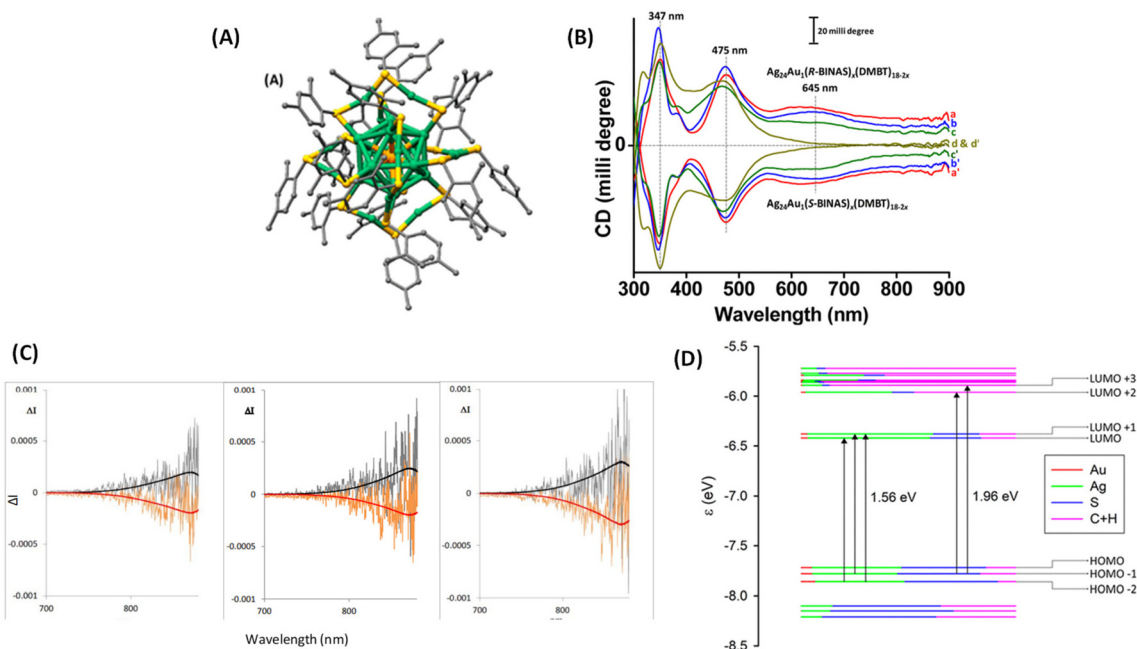 (A)
(A)
(B)
347 nm
475 nm
20 milli degree
Ag24Au1(R-BINAS)x(DMBT)18-2x
645 nm
a
b
c
d & d'
c'
b'
a'
Ag24Au1(S-BINAS)x(DMBT)18-2x
0
CD (milli degree)
300 400 500 600 700 800 900
Wavelength (nm)
(C)
0.001 0.001 0.001
ΔI ΔI ΔI
0.0005 0.0005 0.0005
0 0 0
ΔI
-0.0005 -0.0005 -0.0005
-0.001 -0.001 -0.001
700 800 700 800 700 800
Wavelength (nm)
(D)
-5.5
-6.0
-6.5
-7.0
-7.5
-8.0
-8.5
ε (eV)
LUMO +3
LUMO +2
LUMO +1
LUMO
Au
Ag
S
C+H
1.56 eV
1.96 eV
HOMO
HOMO -1
HOMO -2